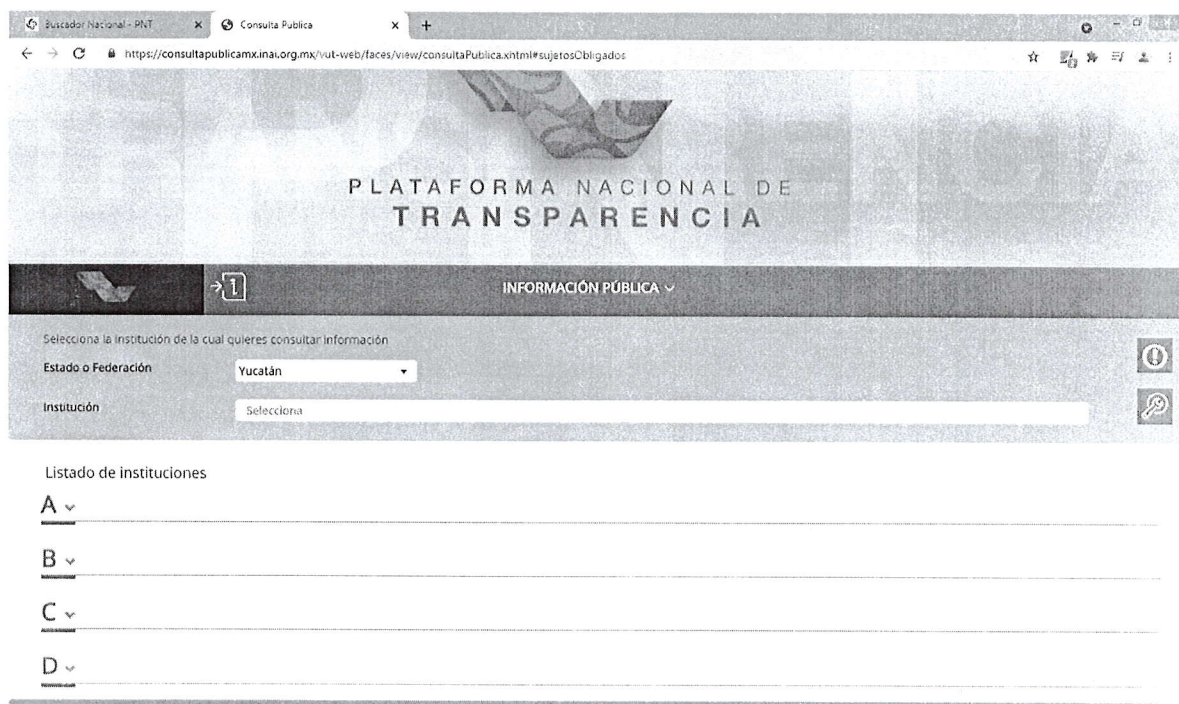 Buscador Nacional - PNT
Consulta Publica
https://consultapublicamx.inai.org.mx/vut-web/faces/view/consultaPublica.xhtml#sujetosObligados
PLATAFORMA NACIONAL DE
TRANSPARENCIA
INFORMACIÓN PÚBLICA
Selecciona la institución de la cual quieres consultar información
Estado o Federación
Yucatán
Institución
Selecciona
Listado de instituciones
A
B
C
D